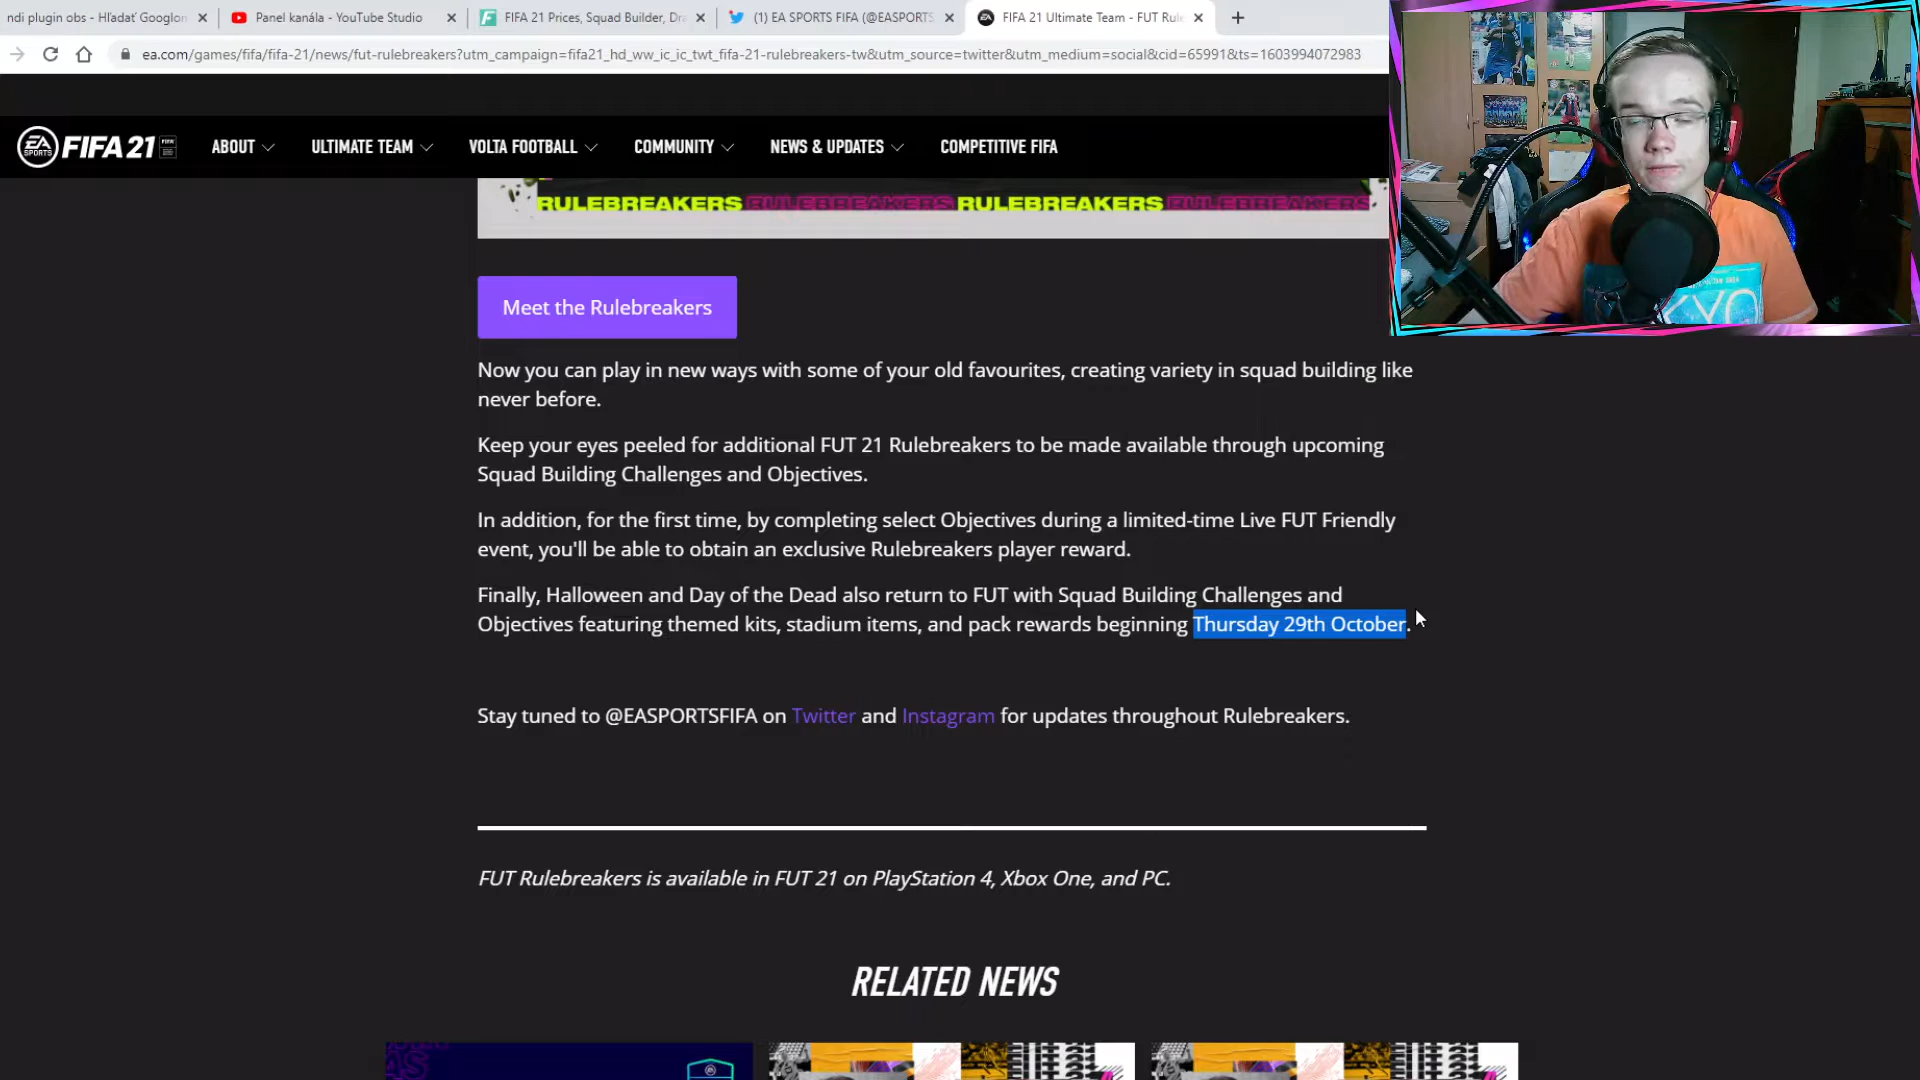 ndi plugin obs - Hľadať Googlom
Panel kanála - YouTube Studio
FIFA 21 Prices, Squad Builder, Dra
(1) EA SPORTS FIFA (@EASPORTS
FIFA 21 Ultimate Team - FUT Rule
ea.com/games/fifa/fifa-21/news/fut-rulebreakers?utm_campaign=fifa21_hd_ww_ic_ic_twt_fifa-21-rulebreakers-tw&utm_source=twitter&utm_medium=social&cid=65991&ts=1603994072983
EA SPORTS FIFA 21
ABOUT
ULTIMATE TEAM
VOLTA FOOTBALL
COMMUNITY
NEWS & UPDATES
COMPETITIVE FIFA
RULEBREAKERS RULEBREAKERS RULEBREAKERS RULEBREAKERS
Meet the Rulebreakers
Now you can play in new ways with some of your old favourites, creating variety in squad building like
never before.
Keep your eyes peeled for additional FUT 21 Rulebreakers to be made available through upcoming
Squad Building Challenges and Objectives.
In addition, for the first time, by completing select Objectives during a limited-time Live FUT Friendly
event, you'll be able to obtain an exclusive Rulebreakers player reward.
Finally, Halloween and Day of the Dead also return to FUT with Squad Building Challenges and
Objectives featuring themed kits, stadium items, and pack rewards beginning Thursday 29th October.
Stay tuned to @EASPORTSFIFA on Twitter and Instagram for updates throughout Rulebreakers.
FUT Rulebreakers is available in FUT 21 on PlayStation 4, Xbox One, and PC.
RELATED NEWS